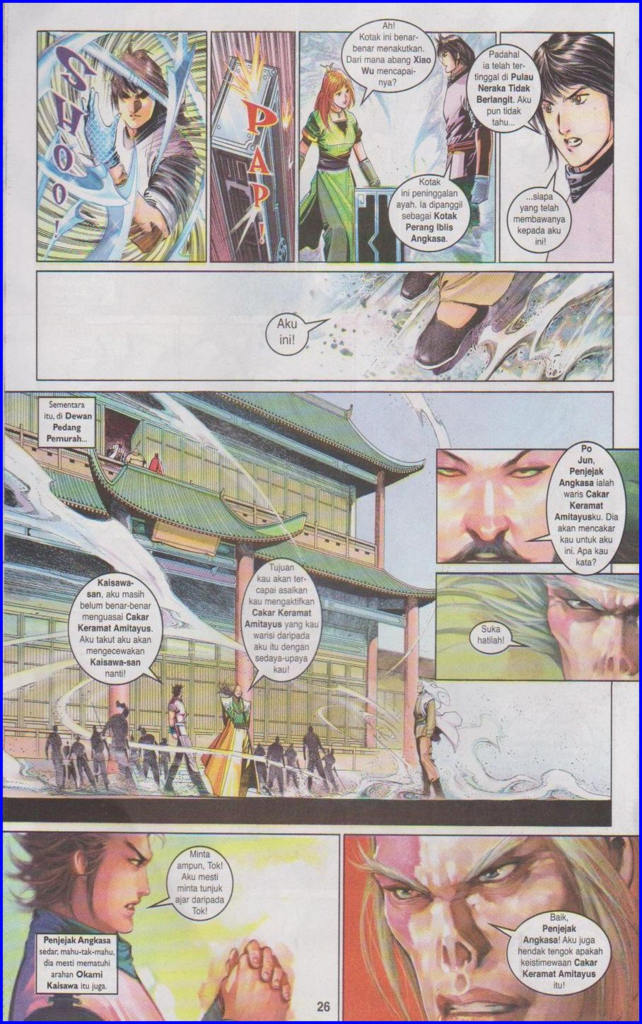 SHOO!
PAP!
Ah!
Kotak ini benar-
benar menakutkan.
Dari mana abang Xiao
Wu mencapai-
nya?
Kotak
ini peninggalan
ayah. Ia dipanggil
sebagai Kotak
Perang Iblis
Angkasa.
Padahal
ia telah ter-
tinggal di Pulau
Neraka Tidak
Berlangit. Aku
pun tidak
tahu...
...siapa
yang telah
membawanya
kepada aku
ini!
Aku
ini!
Sementara
itu, di Dewan
Pedang
Pemurah...
Kaisawa-
san, aku masih
belum benar-benar
menguasai Cakar
Keramat Amitayus.
Aku takut aku akan
mengecewakan
Kaisawa-san
nanti!
Tujuan
kau akan ter-
capai asalkan
kau mengaktifkan
Cakar Keramat
Amitayus yang kau
warisi daripada
aku itu dengan
sedaya-upaya
kau!
Po
Jun,
Penjejak
Angkasa ialah
waris Cakar
Keramat
Amitayusku. Dia
akan mencakar
kau untuk aku
ini. Apa kau
kata?
Suka
hatilah!
Minta
ampun, Tok!
Aku mesti
minta tunjuk
ajar daripada
Tok!
Penjejak Angkasa
sedar, mahu-tak-mahu,
dia mesti mematuhi
arahan Okami
Kaisawa itu juga.
Baik,
Penjejak
Angkasa! Aku juga
hendak tengok apakah
keistimewaan Cakar
Keramat Amitayus
itu!
26